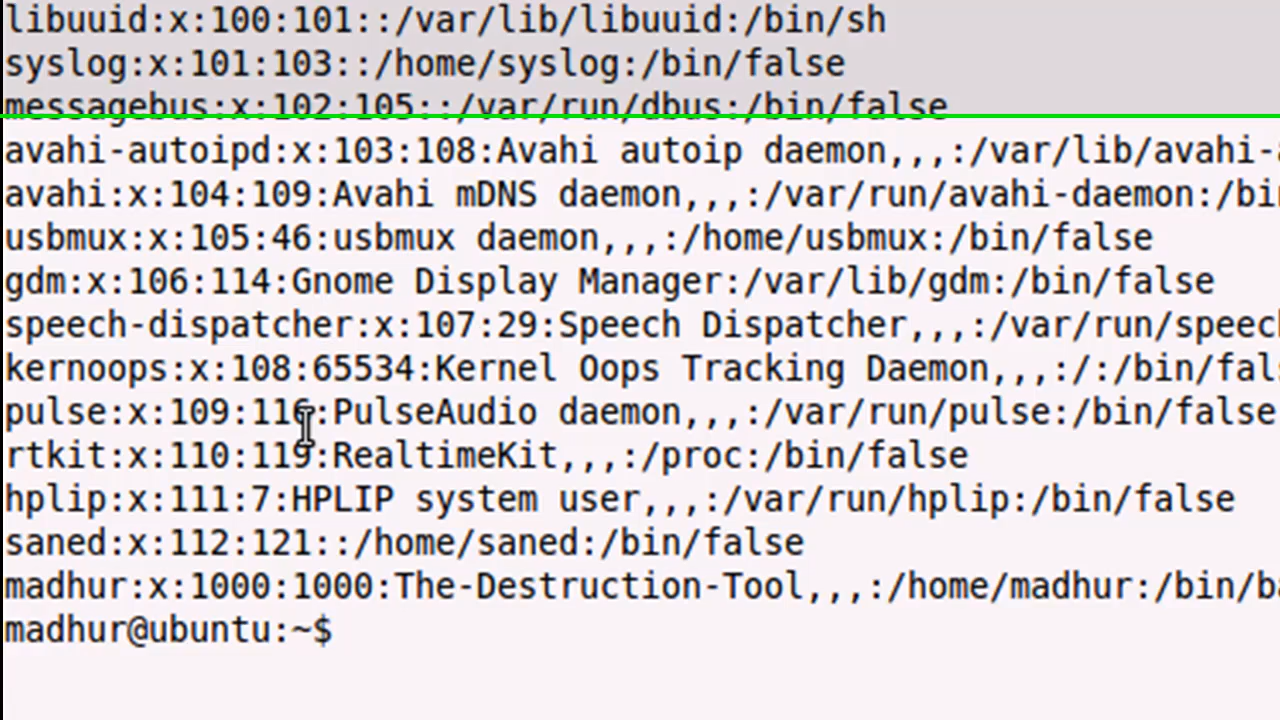 libuuid:x:100:101::/var/lib/libuuid:/bin/sh
syslog:x:101:103::/home/syslog:/bin/false
messagebus:x:102:105::/var/run/dbus:/bin/false
avahi-autoipd:x:103:108:Avahi autoip daemon,,,:/var/lib/avahi-
avahi:x:104:109:Avahi mDNS daemon,,,:/var/run/avahi-daemon:/bin
usbmux:x:105:46:usbmux daemon,,,:/home/usbmux:/bin/false
gdm:x:106:114:Gnome Display Manager:/var/lib/gdm:/bin/false
speech-dispatcher:x:107:29:Speech Dispatcher,,,:/var/run/speech
kernoops:x:108:65534:Kernel Oops Tracking Daemon,,,:/:/bin/fals
pulse:x:109:116:PulseAudio daemon,,,:/var/run/pulse:/bin/false
rtkit:x:110:119:RealtimeKit,,,:/proc:/bin/false
hplip:x:111:7:HPLIP system user,,,:/var/run/hplip:/bin/false
saned:x:112:121::/home/saned:/bin/false
madhur:x:1000:1000:The-Destruction-Tool,,,:/home/madhur:/bin/ba
madhur@ubuntu:~$